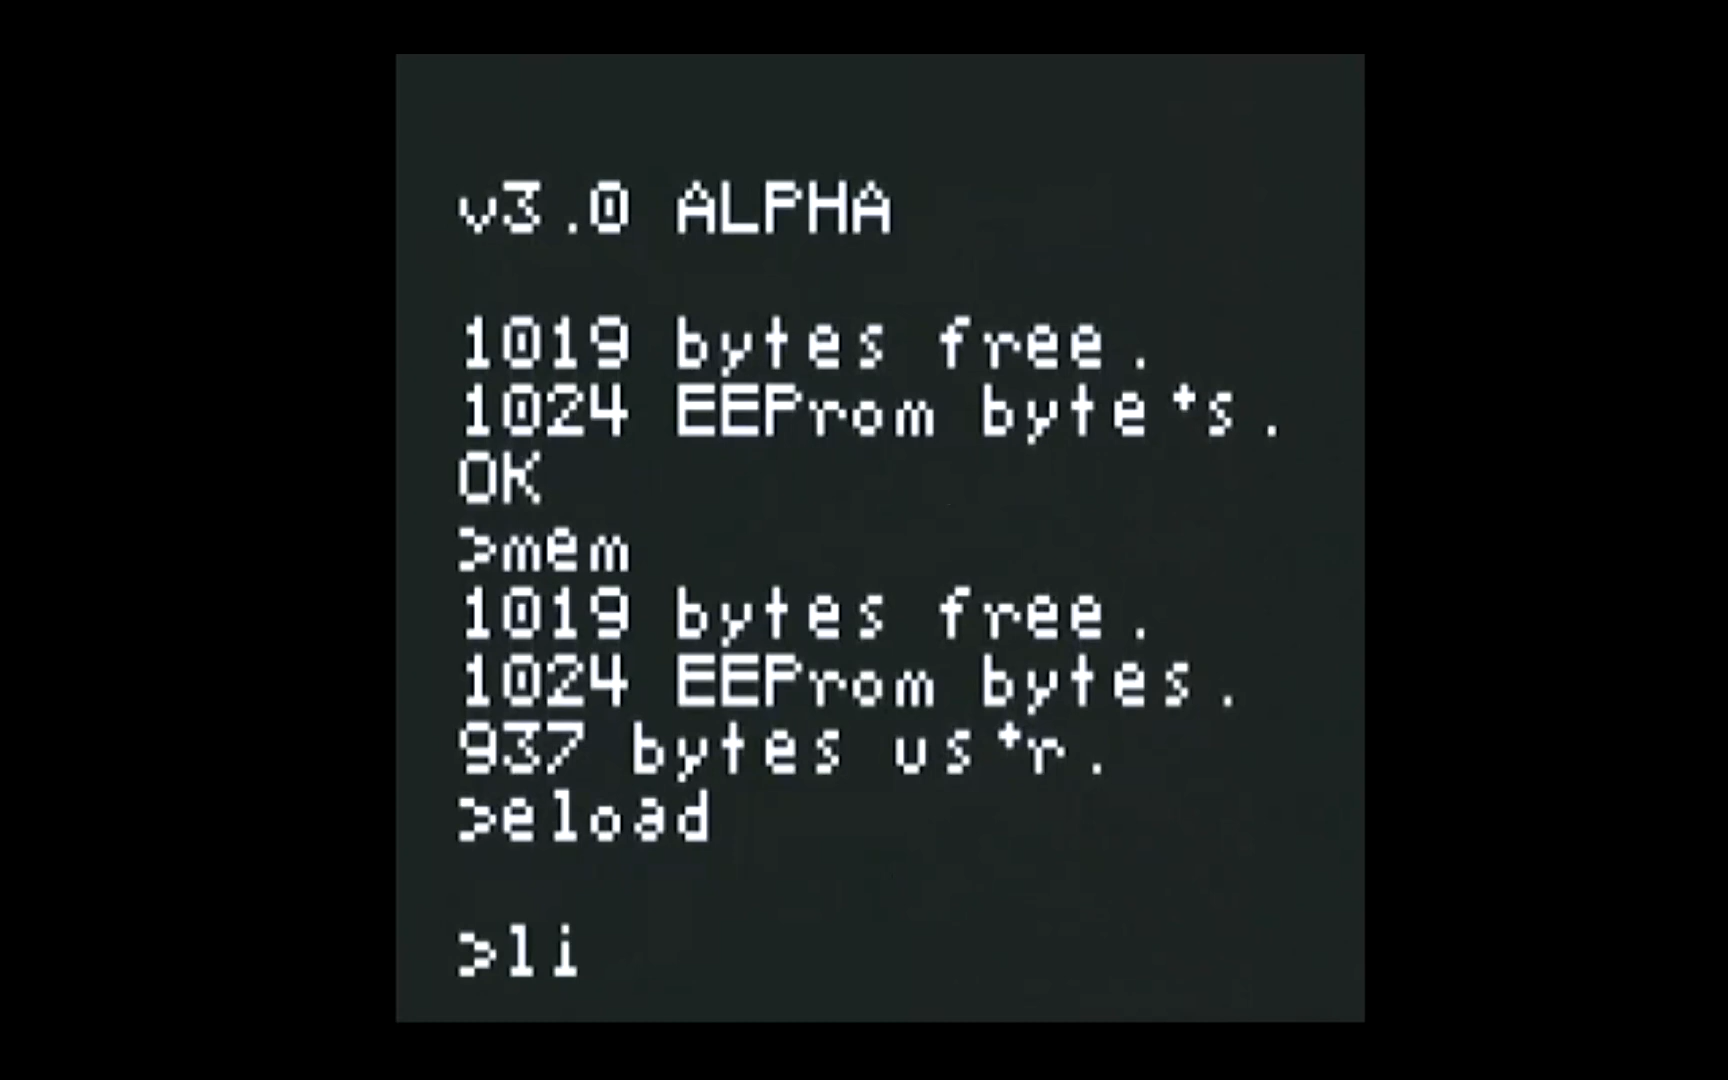 v3.0 ALPHA
1019 bytes free.
1024 EEProm byte⁺s.
OK
>mem
1019 bytes free.
1024 EEProm bytes.
937 bytes us⁺r.
>eload
>li